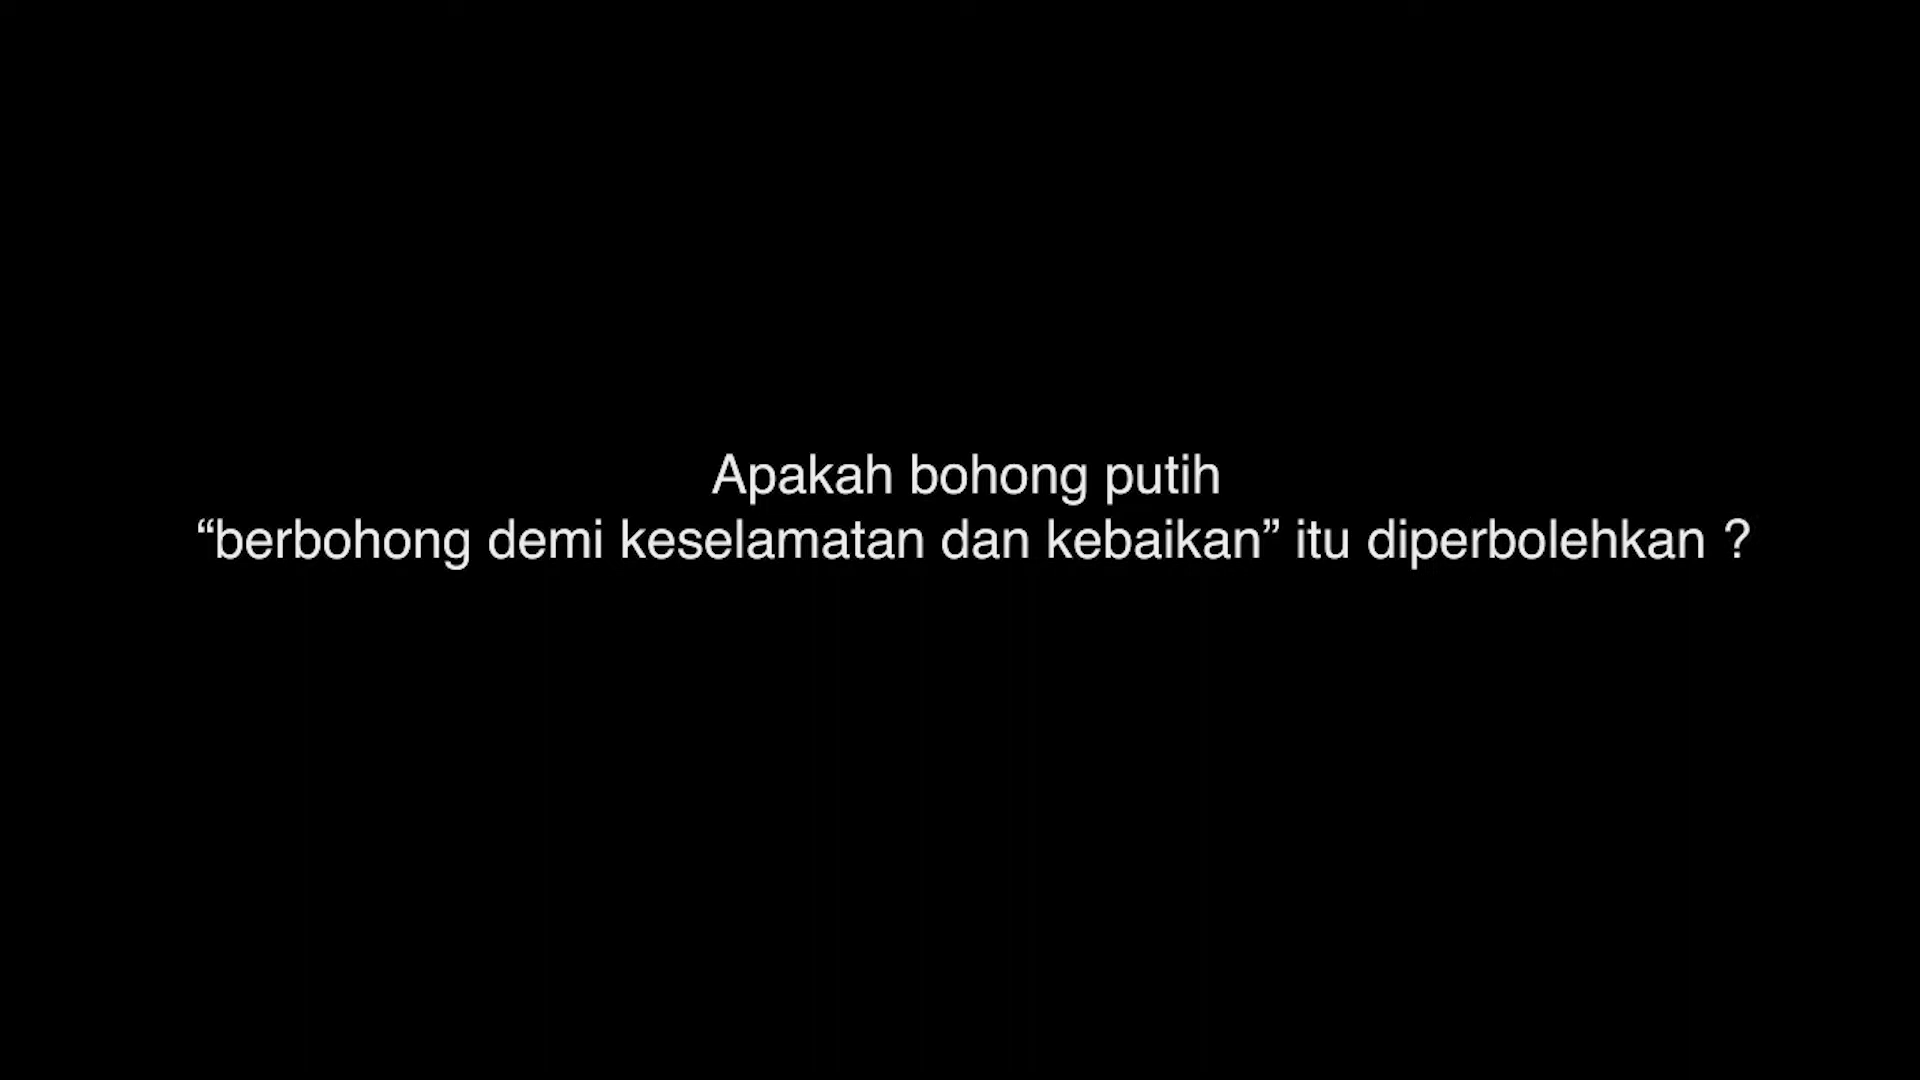 Apakah bohong putih
“berbohong demi keselamatan dan kebaikan” itu diperbolehkan ?